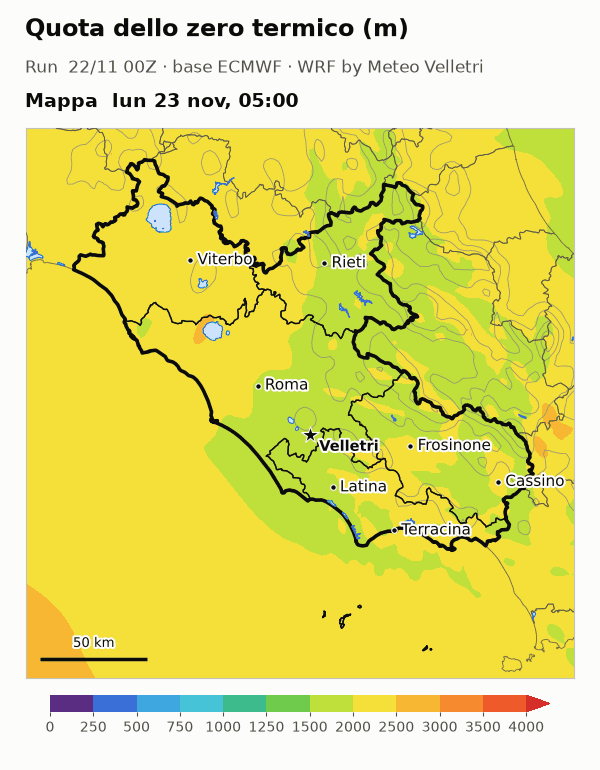 Quota dello zero termico (m)
Run 22/11 00Z · base ECMWF · WRF by Meteo Velletri
Mappa lun 23 nov, 05:00
Viterbo
Rieti
Roma
Velletri
Frosinone
Latina
Cassino
Terracina
50 km
0 250 500 750 1000 1250 1500 2000 2500 3000 3500 4000